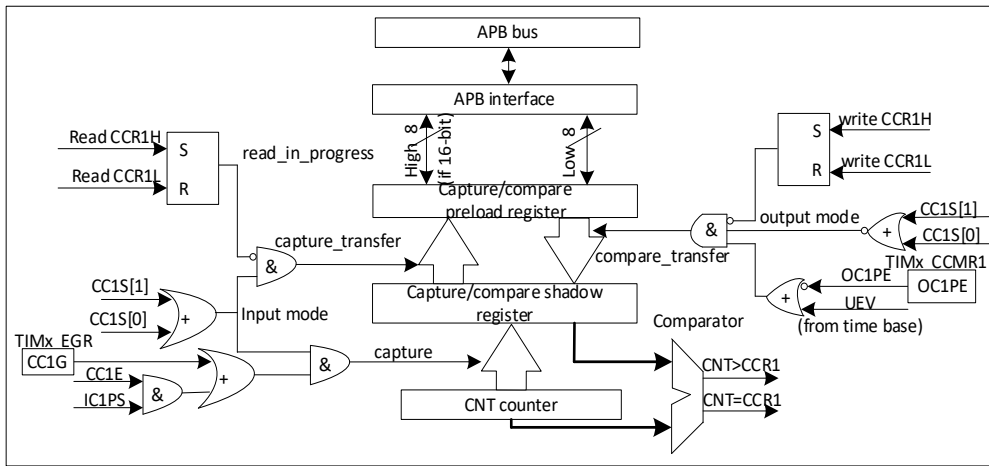 APB bus
APB interface
High 8
(if 16-bit)
Low 8
Read CCR1H
Read CCR1L
S
R
read_in_progress
S
R
write CCR1H
write CCR1L
Capture/compare
preload register
capture_transfer
&
compare_transfer
&
output mode
+
CC1S[1]
CC1S[0]
TIMx_CCMR1
OC1PE
OC1PE
UEV
+
(from time base)
CC1S[1]
CC1S[0]
+
Input mode
Capture/compare shadow
register
Comparator
TIMx_EGR
CC1G
CC1E
IC1PS
&
+
&
capture
CNT counter
CNT>CCR1
CNT=CCR1